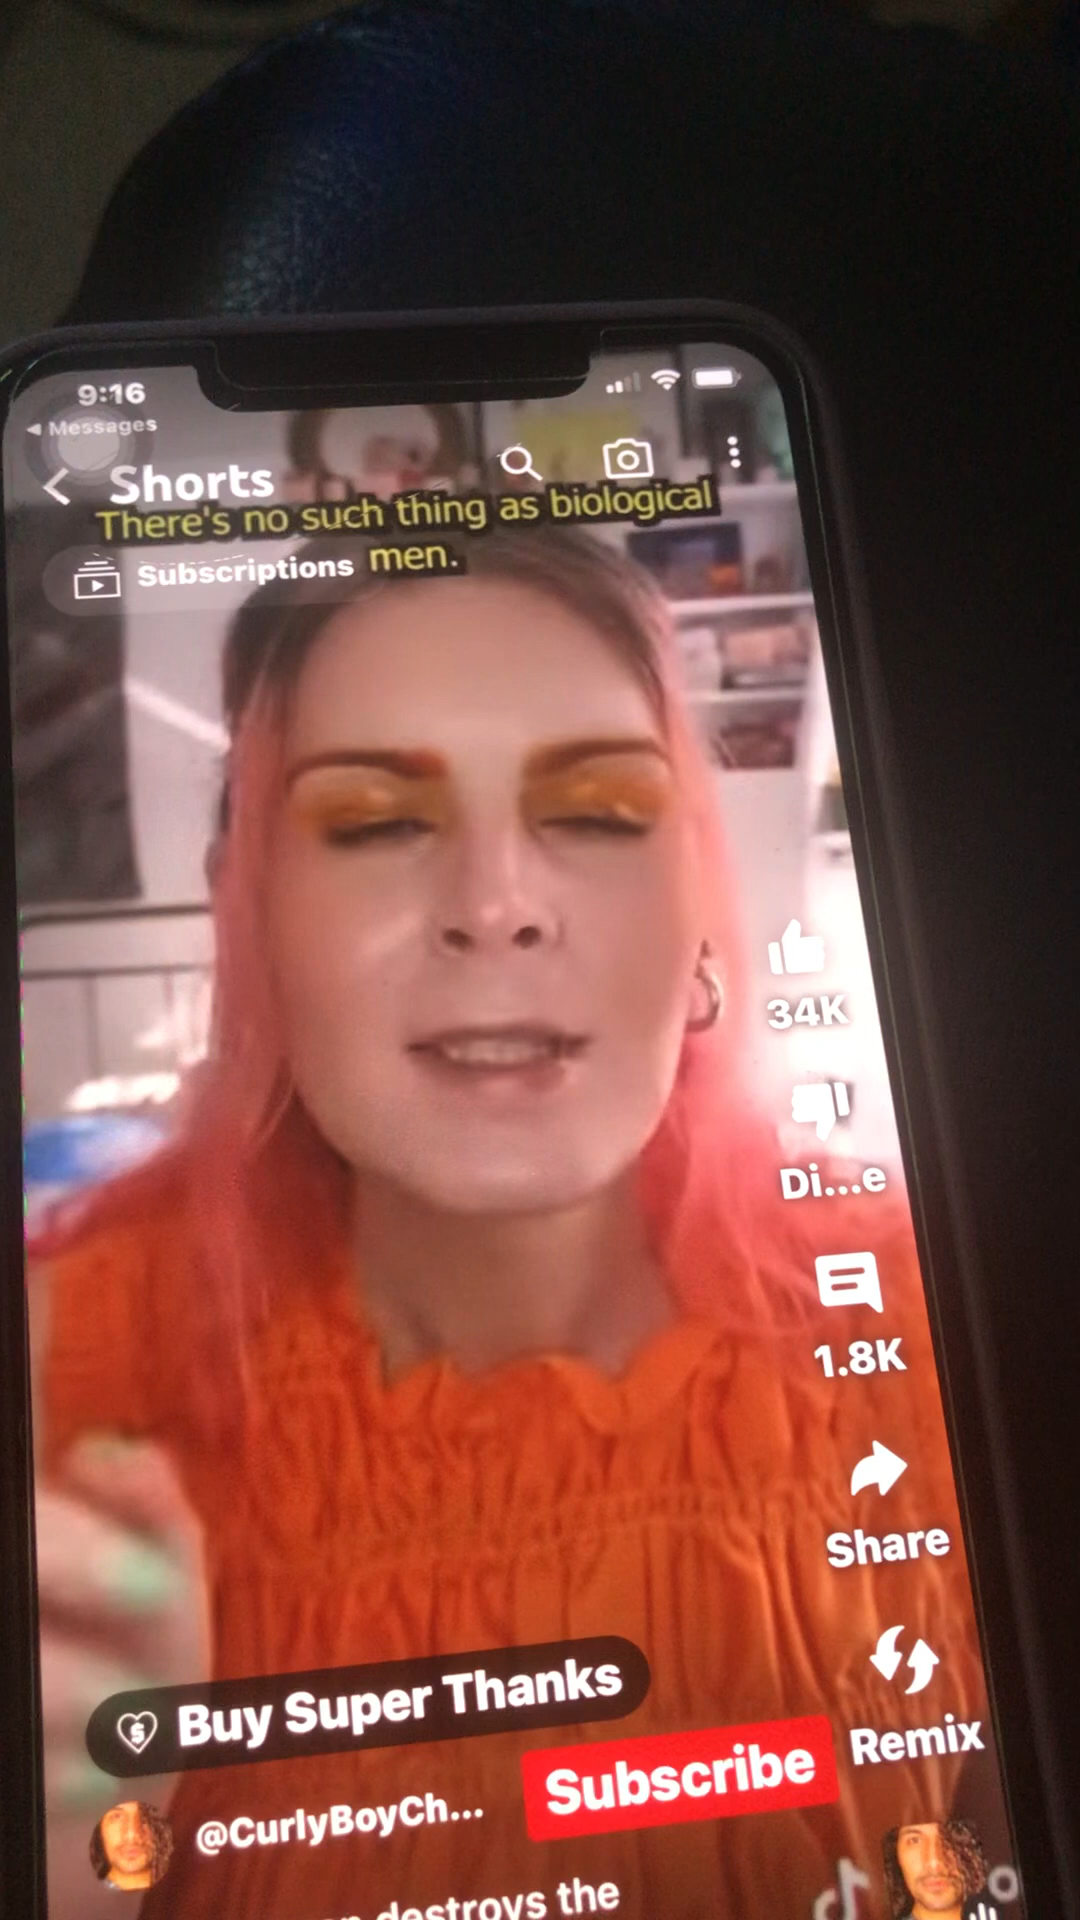 9:16
Messages
Shorts
There's no such thing as biological
men.
Subscriptions
34K
Di...e
1.8K
Share
Remix
Buy Super Thanks
@CurlyBoyCh...
Subscribe
destroys the